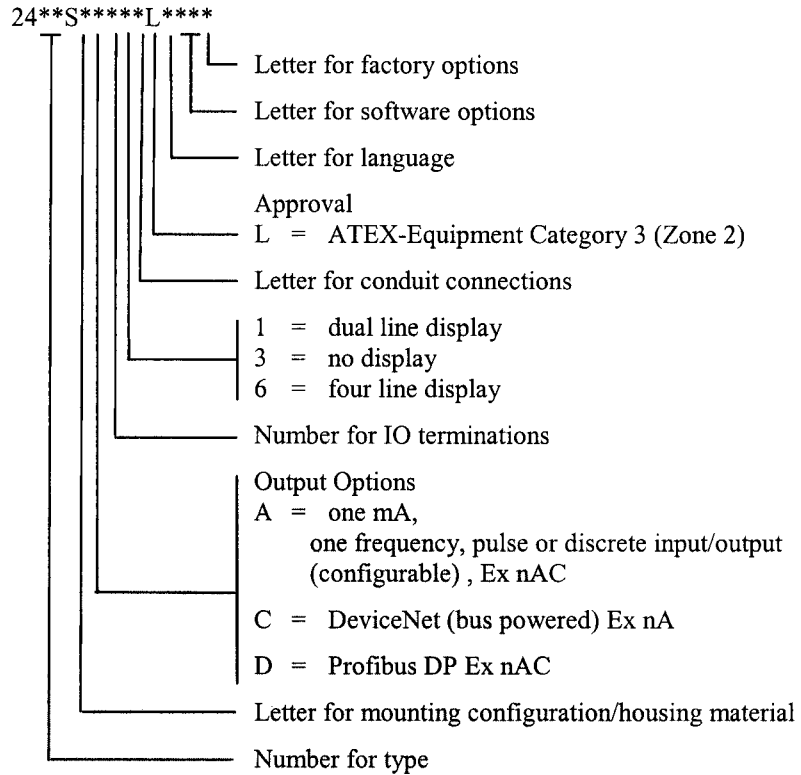 24**S*****L****
Letter for factory options
Letter for software options
Letter for language
Approval
L = ATEX-Equipment Category 3 (Zone 2)
Letter for conduit connections
1 = dual line display
3 = no display
6 = four line display
Number for IO terminations
Output Options
A = one mA,
one frequency, pulse or discrete input/output
(configurable) , Ex nAC
C = DeviceNet (bus powered) Ex nA
D = Profibus DP Ex nAC
Letter for mounting configuration/housing material
Number for type